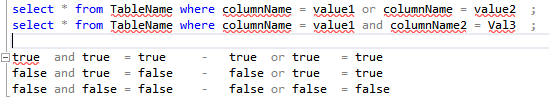 select * from TableName where columnName = value1 or columnName = value2 ;
select * from TableName where columnName = value1 and columnName2 = Val3 ;
true and true = true - true or true = true
false and true = false - false or true = true
false and false = false - false or false = false